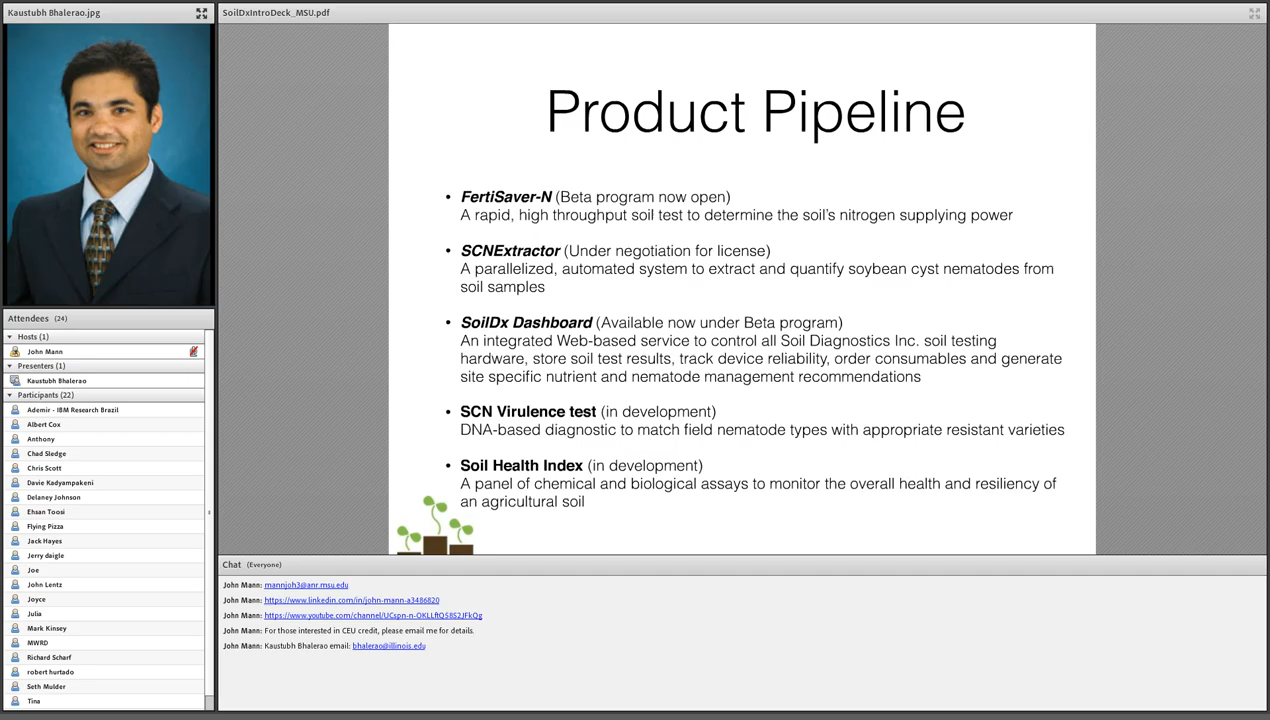 Kaustubh Bhalerao.jpg
SoilDxIntroDeck_MSU.pdf
Product Pipeline
• FertiSaver-N (Beta program now open)
A rapid, high throughput soil test to determine the soil's nitrogen supplying power
• SCNExtractor (Under negotiation for license)
A parallelized, automated system to extract and quantify soybean cyst nematodes from
soil samples
• SoilDx Dashboard (Available now under Beta program)
An integrated Web-based service to control all Soil Diagnostics Inc. soil testing
hardware, store soil test results, track device reliability, order consumables and generate
site specific nutrient and nematode management recommendations
• SCN Virulence test (in development)
DNA-based diagnostic to match field nematode types with appropriate resistant varieties
• Soil Health Index (in development)
A panel of chemical and biological assays to monitor the overall health and resiliency of
an agricultural soil
Attendees (24)
Hosts (1)
John Mann
Presenters (1)
Kaustubh Bhalerao
Participants (22)
Ademir - IBM Research Brazil
Albert Cox
Anthony
Chad Sledge
Chris Scott
Davie Kadyampakeni
Delaney Johnson
Ehsan Toosi
Flying Pizza
Jack Hayes
Jerry daigle
Joe
John Lentz
Joyce
Julia
Mark Kinsey
MWRD
Richard Scharf
robert hurtado
Seth Mulder
Tina
Chat (Everyone)
John Mann: mannjoh3@anr.msu.edu
John Mann: https://www.linkedin.com/in/john-mann-a3486820
John Mann: https://www.youtube.com/channel/UCspn-n-OKLLftQ58S2JFkQg
John Mann: For those interested in CEU credit, please email me for details.
John Mann: Kaustubh Bhalerao email: bhalerao@illinois.edu